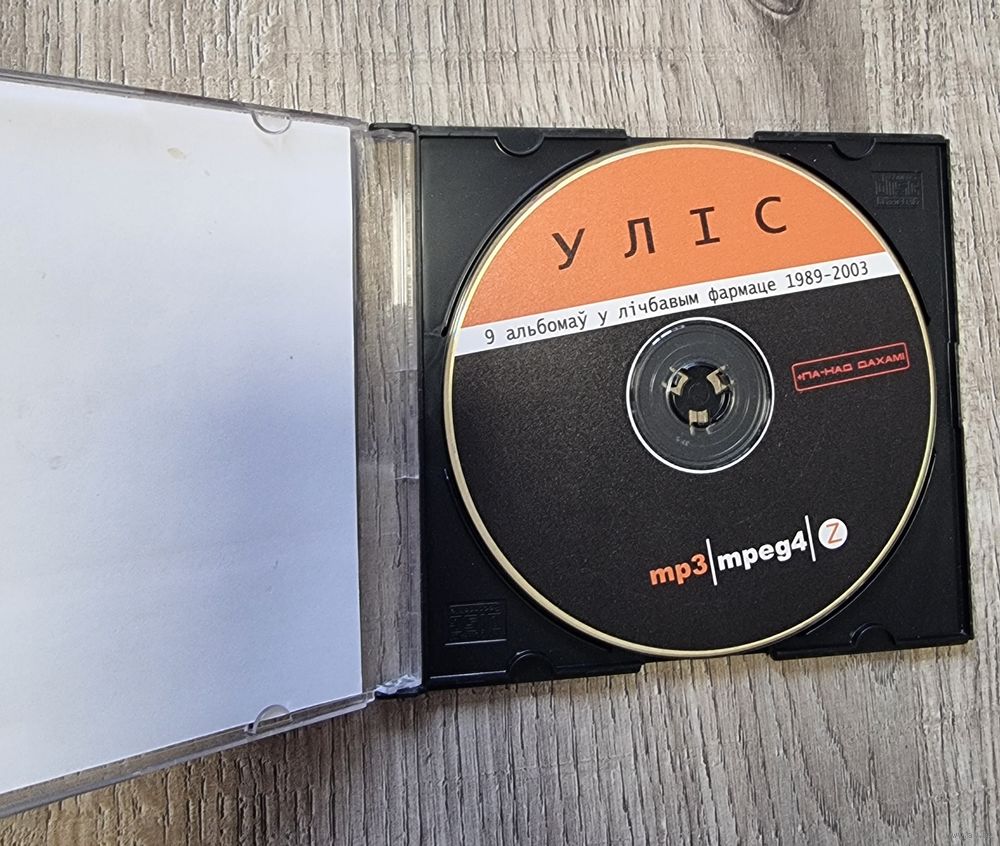 УЛІС
9 альбомаў у лічбавым фармаце 1989-2003
+ПА-НАД ДАХАМІ
mp3|mpeg4|Z